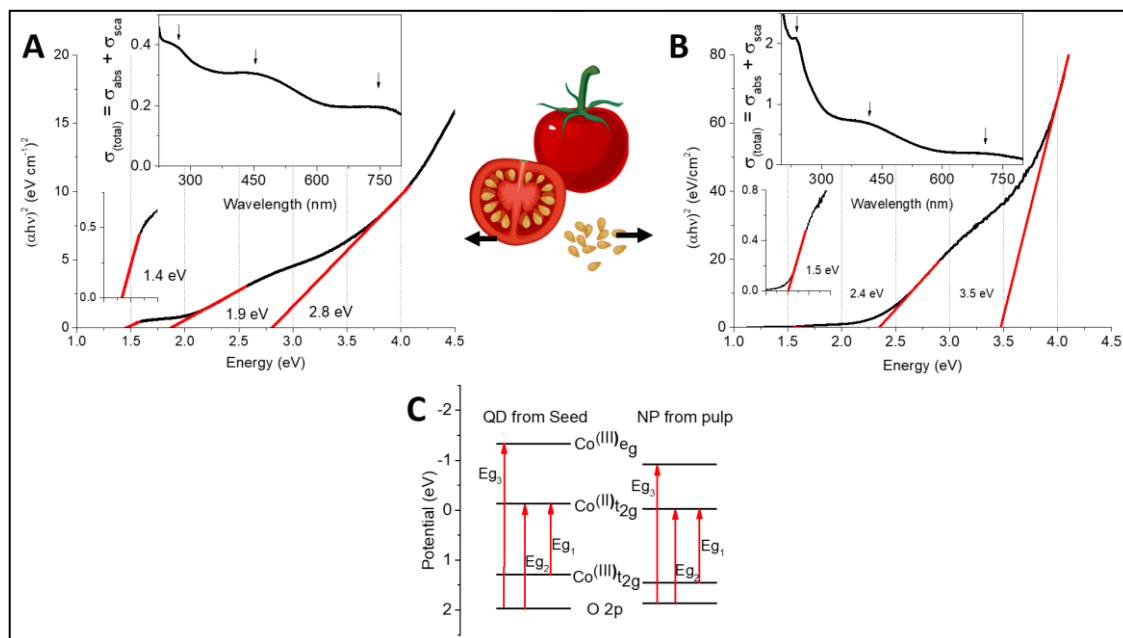 A
σ(total) = σabs + σsca
0.4
0.2
0.0
300 450 600 750
Wavelength (nm)
(αhν)² (eV cm⁻¹)²
20
15
10
5
0
0.5
0.0
1.4 eV
1.9 eV
2.8 eV
1.0 1.5 2.0 2.5 3.0 3.5 4.0 4.5
Energy (eV)
B
σ(total) = σabs + σsca
2
1
0
300 450 600 750
Wavelength (nm)
(αhν)² (eV/cm²)
80
60
40
20
0
0.8
0.4
0.0
1.5 eV
2.4 eV
3.5 eV
1.0 1.5 2.0 2.5 3.0 3.5 4.0 4.5
Energy (eV)
C
Potential (eV)
-2
-1
0
1
2
QD from Seed
NP from pulp
Co(III)eg
Co(II)t2g
Co(III)t2g
O 2p
Eg3
Eg2
Eg1
Eg3
Eg2
Eg1